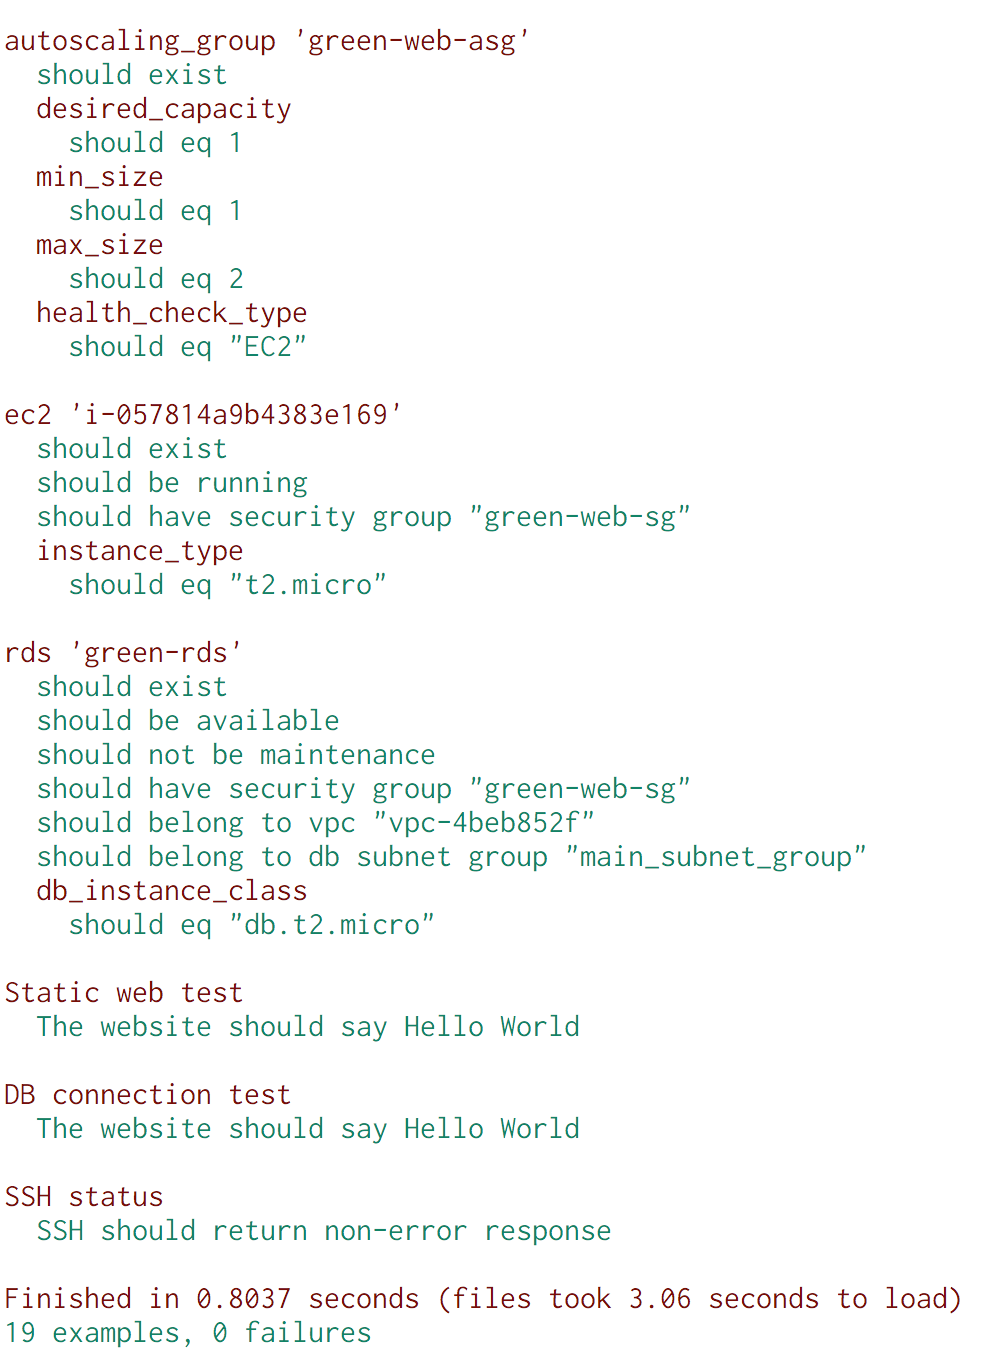 autoscaling_group 'green-web-asg'
  should exist
  desired_capacity
    should eq 1
  min_size
    should eq 1
  max_size
    should eq 2
  health_check_type
    should eq "EC2"

ec2 'i-057814a9b4383e169'
  should exist
  should be running
  should have security group "green-web-sg"
  instance_type
    should eq "t2.micro"

rds 'green-rds'
  should exist
  should be available
  should not be maintenance
  should have security group "green-web-sg"
  should belong to vpc "vpc-4beb852f"
  should belong to db subnet group "main_subnet_group"
  db_instance_class
    should eq "db.t2.micro"

Static web test
  The website should say Hello World

DB connection test
  The website should say Hello World

SSH status
  SSH should return non-error response

Finished in 0.8037 seconds (files took 3.06 seconds to load)
19 examples, 0 failures